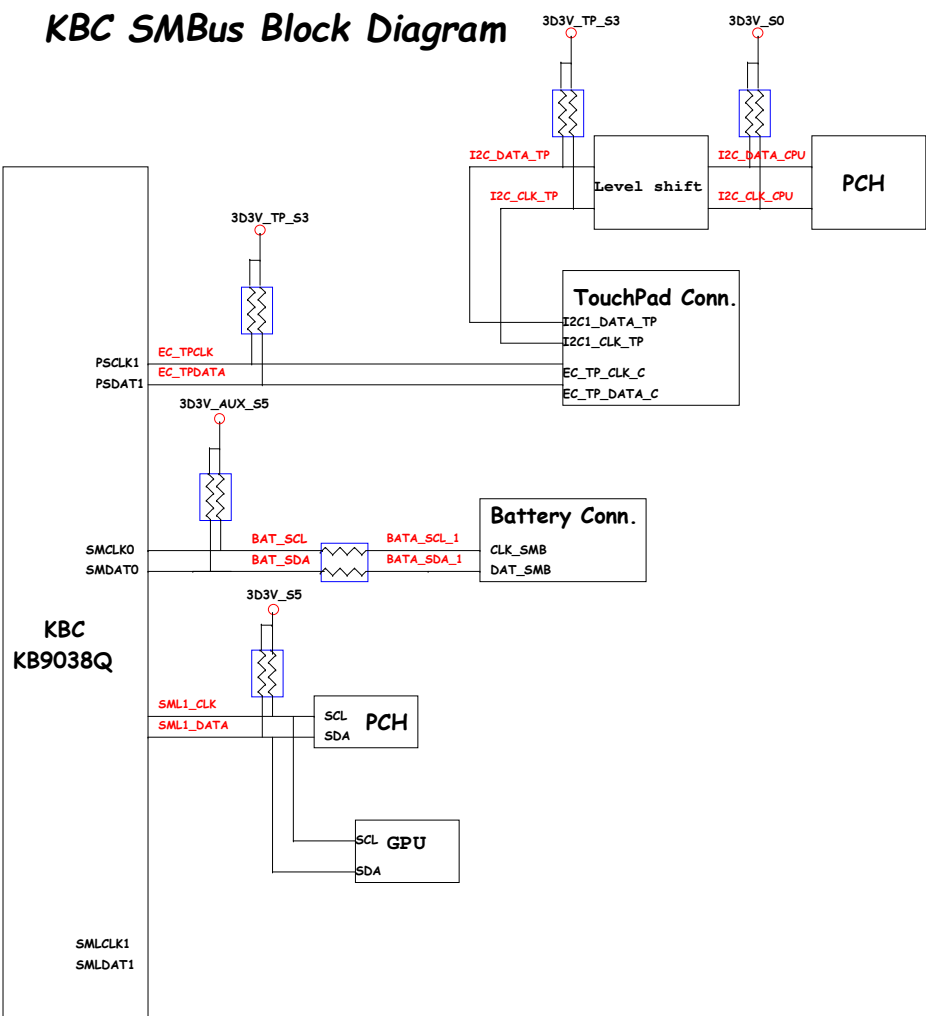 KBC SMBus Block Diagram
3D3V_TP_S3
3D3V_S0
I2C_DATA_TP
I2C_DATA_CPU
Level shift
PCH
I2C_CLK_TP
I2C_CLK_CPU
3D3V_TP_S3
TouchPad Conn.
I2C1_DATA_TP
I2C1_CLK_TP
PSCLK1
EC_TPCLK
EC_TP_CLK_C
PSDAT1
EC_TPDATA
EC_TP_DATA_C
3D3V_AUX_S5
Battery Conn.
SMCLK0
BAT_SCL
BATA_SCL_1
CLK_SMB
SMDAT0
BAT_SDA
BATA_SDA_1
DAT_SMB
3D3V_S5
KBC
KB9038Q
SML1_CLK
SCL
PCH
SML1_DATA
SDA
SCL
GPU
SDA
SMLCLK1
SMLDAT1